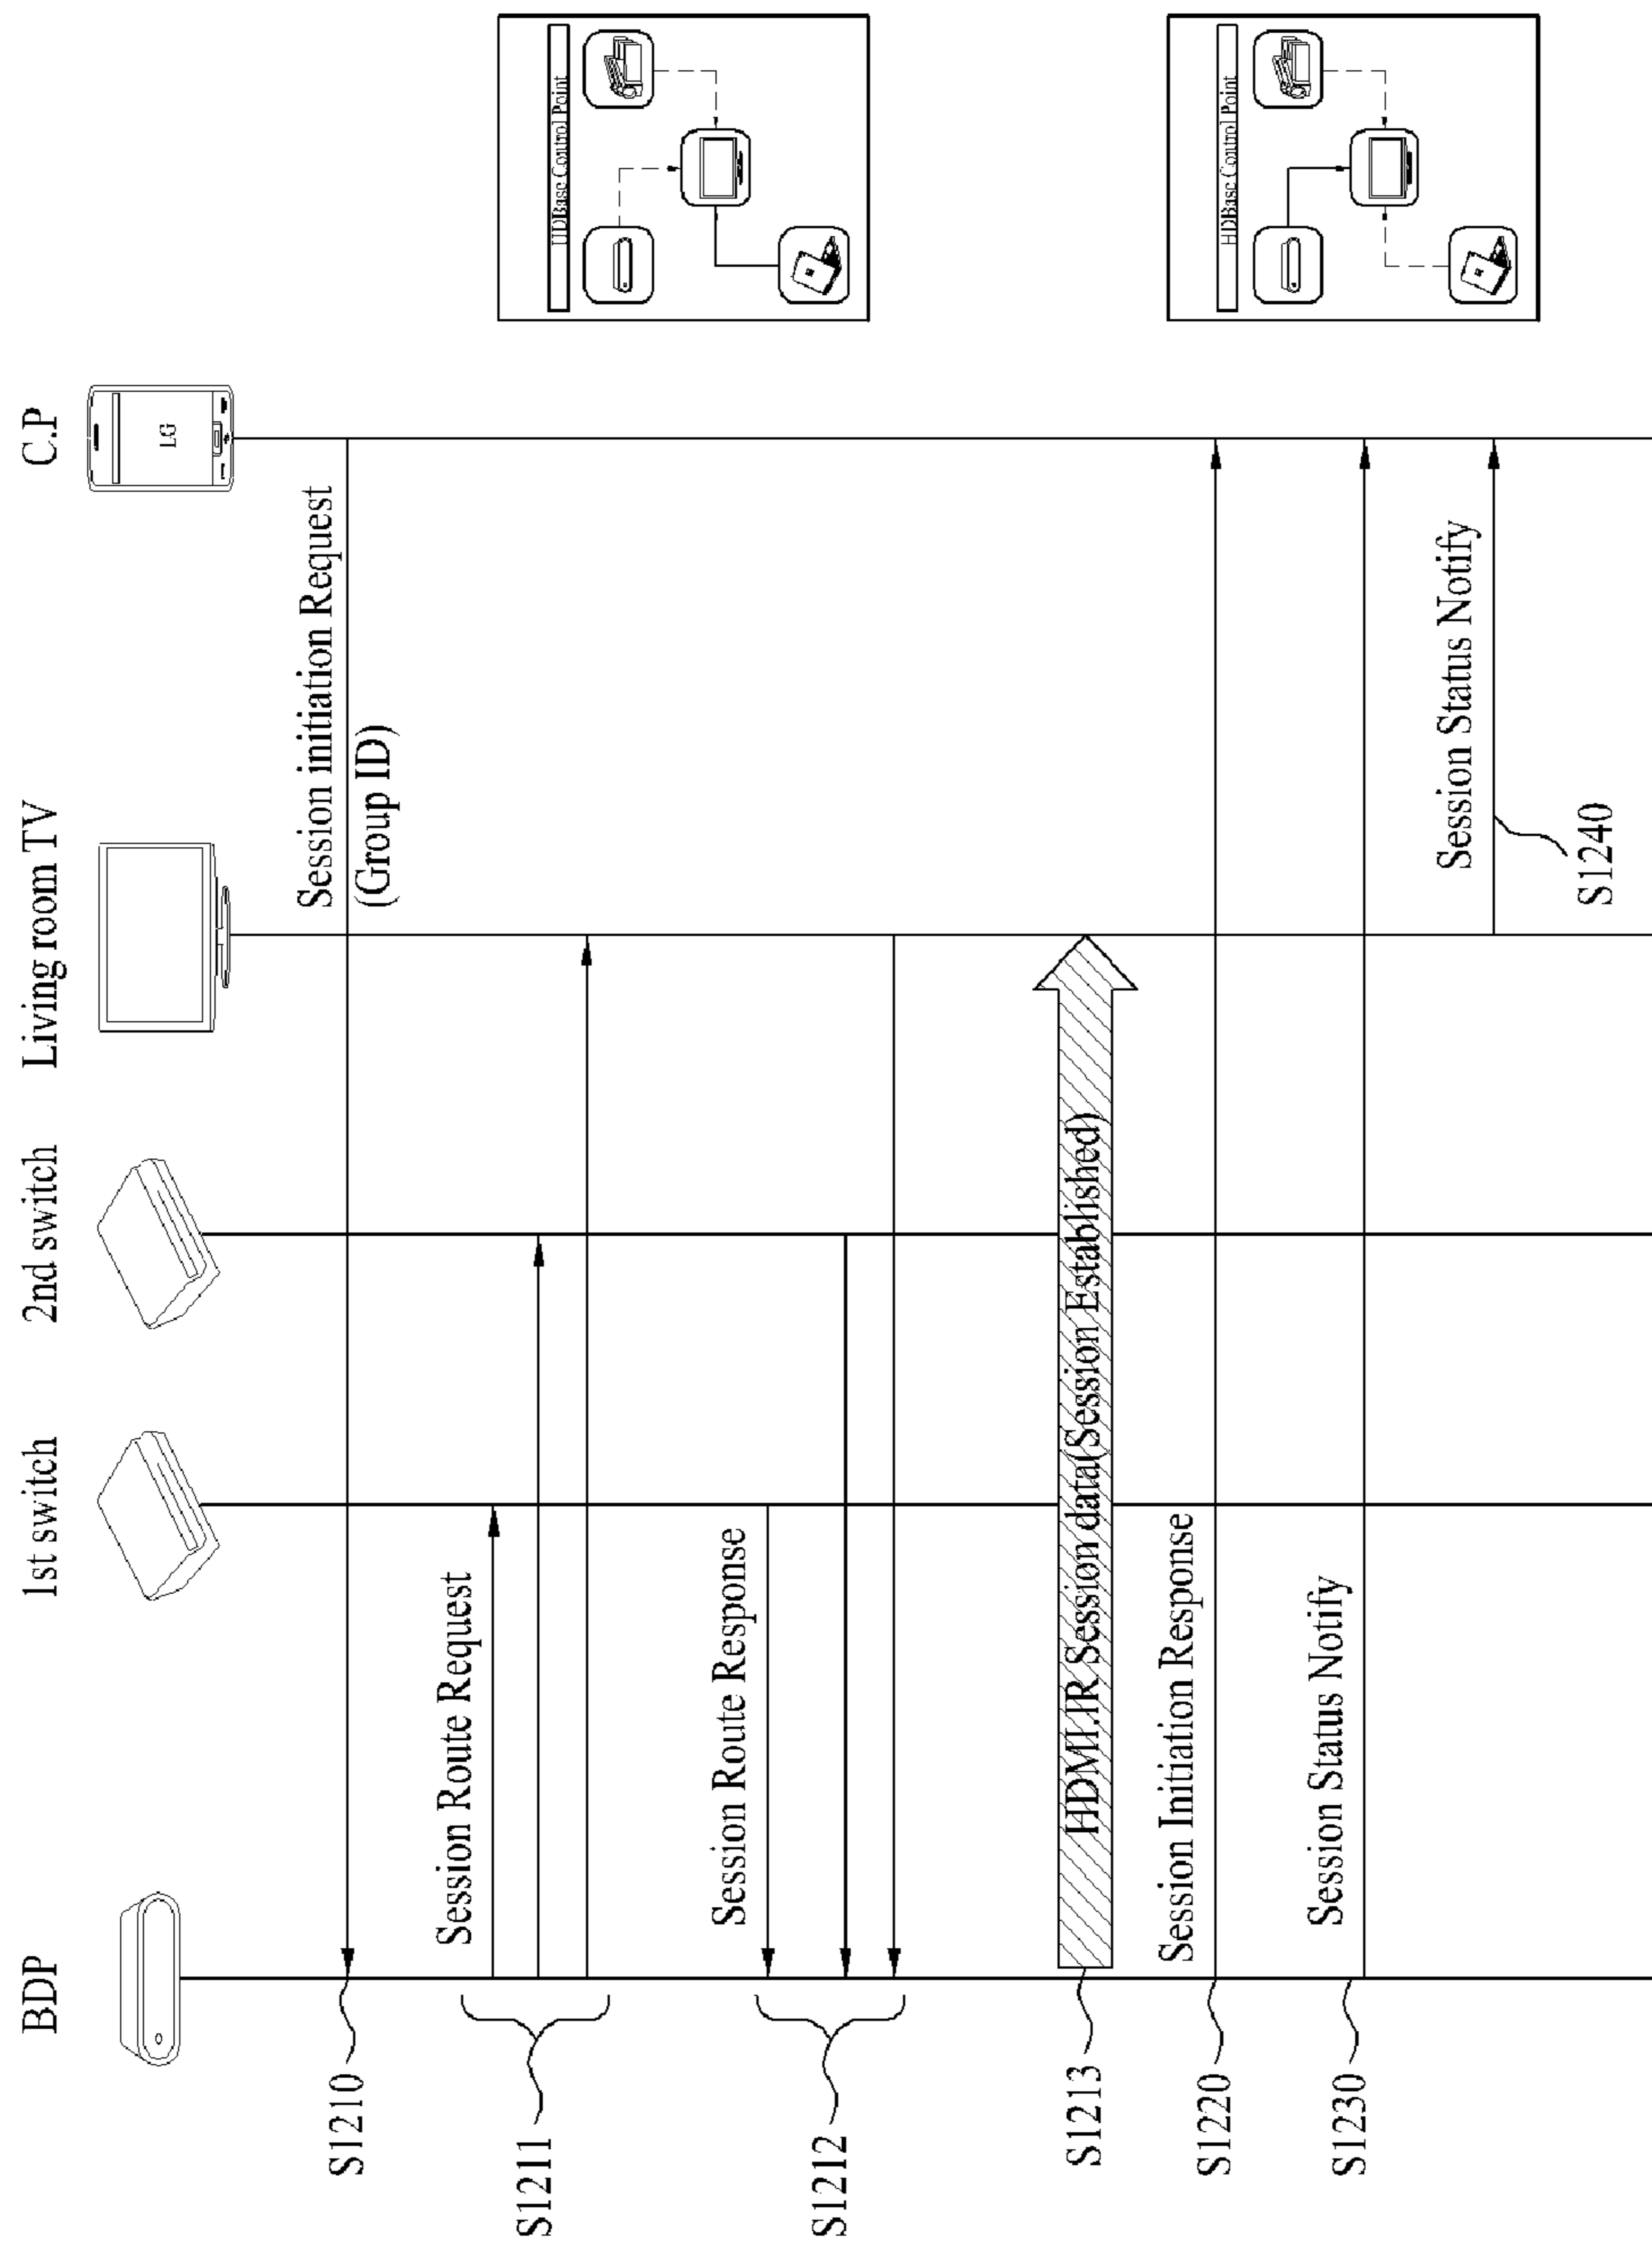 BDP
1st switch
2nd switch
Living room TV
C.P
LG
S1210
Session initiation Request
(Group ID)
Session Route Request
S1211
HDBase Control Point
Session Route Response
S1212
HDMI.IR Session data(Session Established)
S1213
Session Initiation Response
S1220
HDBase Control Point
Session Status Notify
S1230
Session Status Notify
S1240